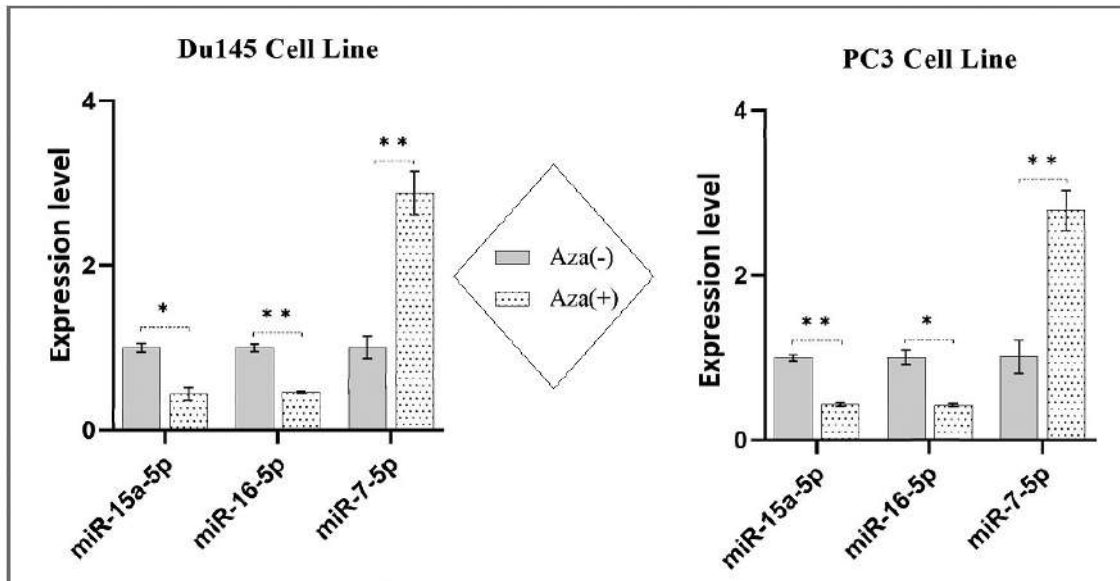 Du145 Cell Line
Expression level
4
2
0
*
**
**
miR-15a-5p
miR-16-5p
miR-7-5p
Aza(-)
Aza(+)
PC3 Cell Line
Expression level
4
2
0
**
*
**
miR-15a-5p
miR-16-5p
miR-7-5p